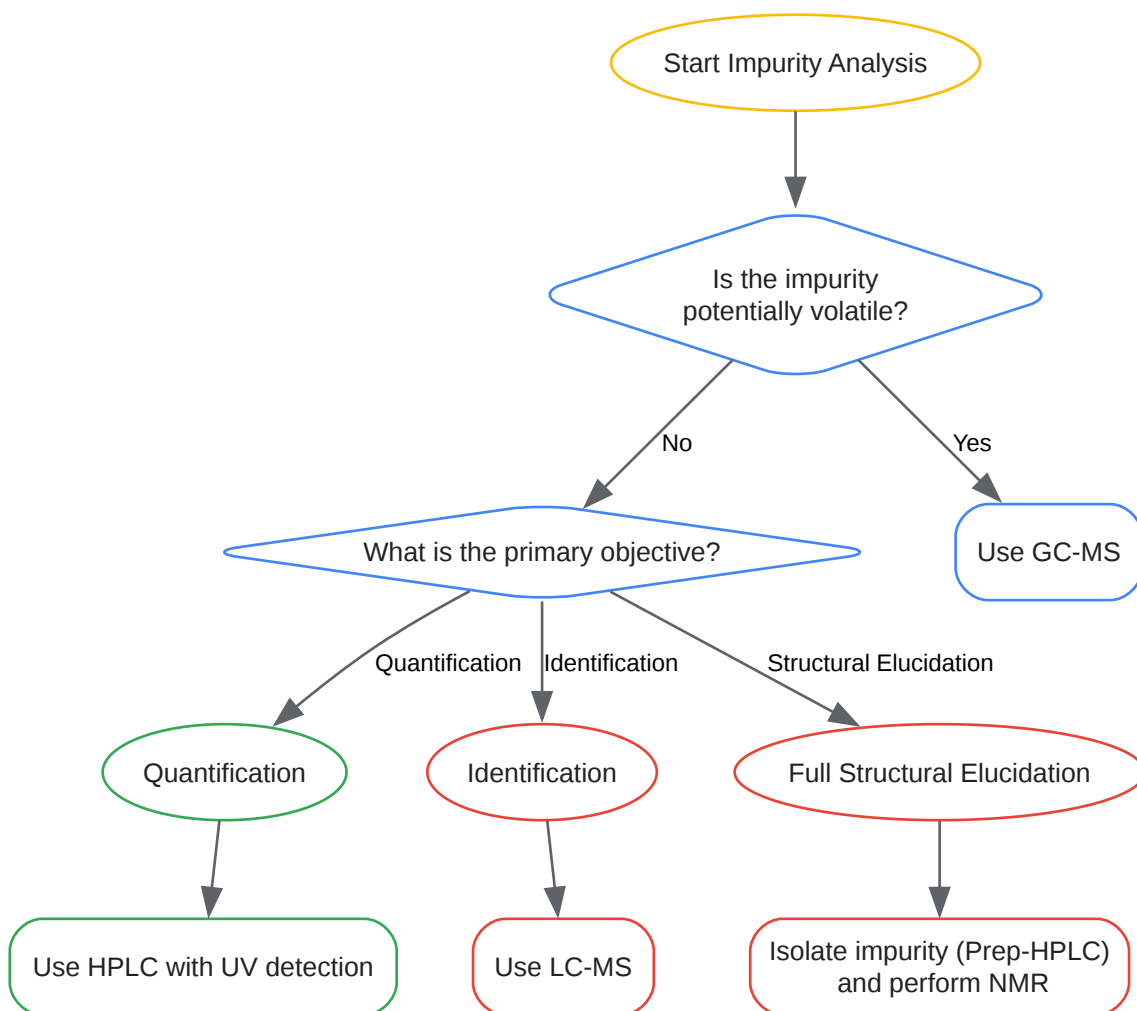 Start Impurity Analysis
Is the impurity
potentially volatile?
No
Yes
What is the primary objective?
Use GC-MS
Quantification
Identification
Structural Elucidation
Quantification
Identification
Full Structural Elucidation
Use HPLC with UV detection
Use LC-MS
Isolate impurity (Prep-HPLC)
and perform NMR